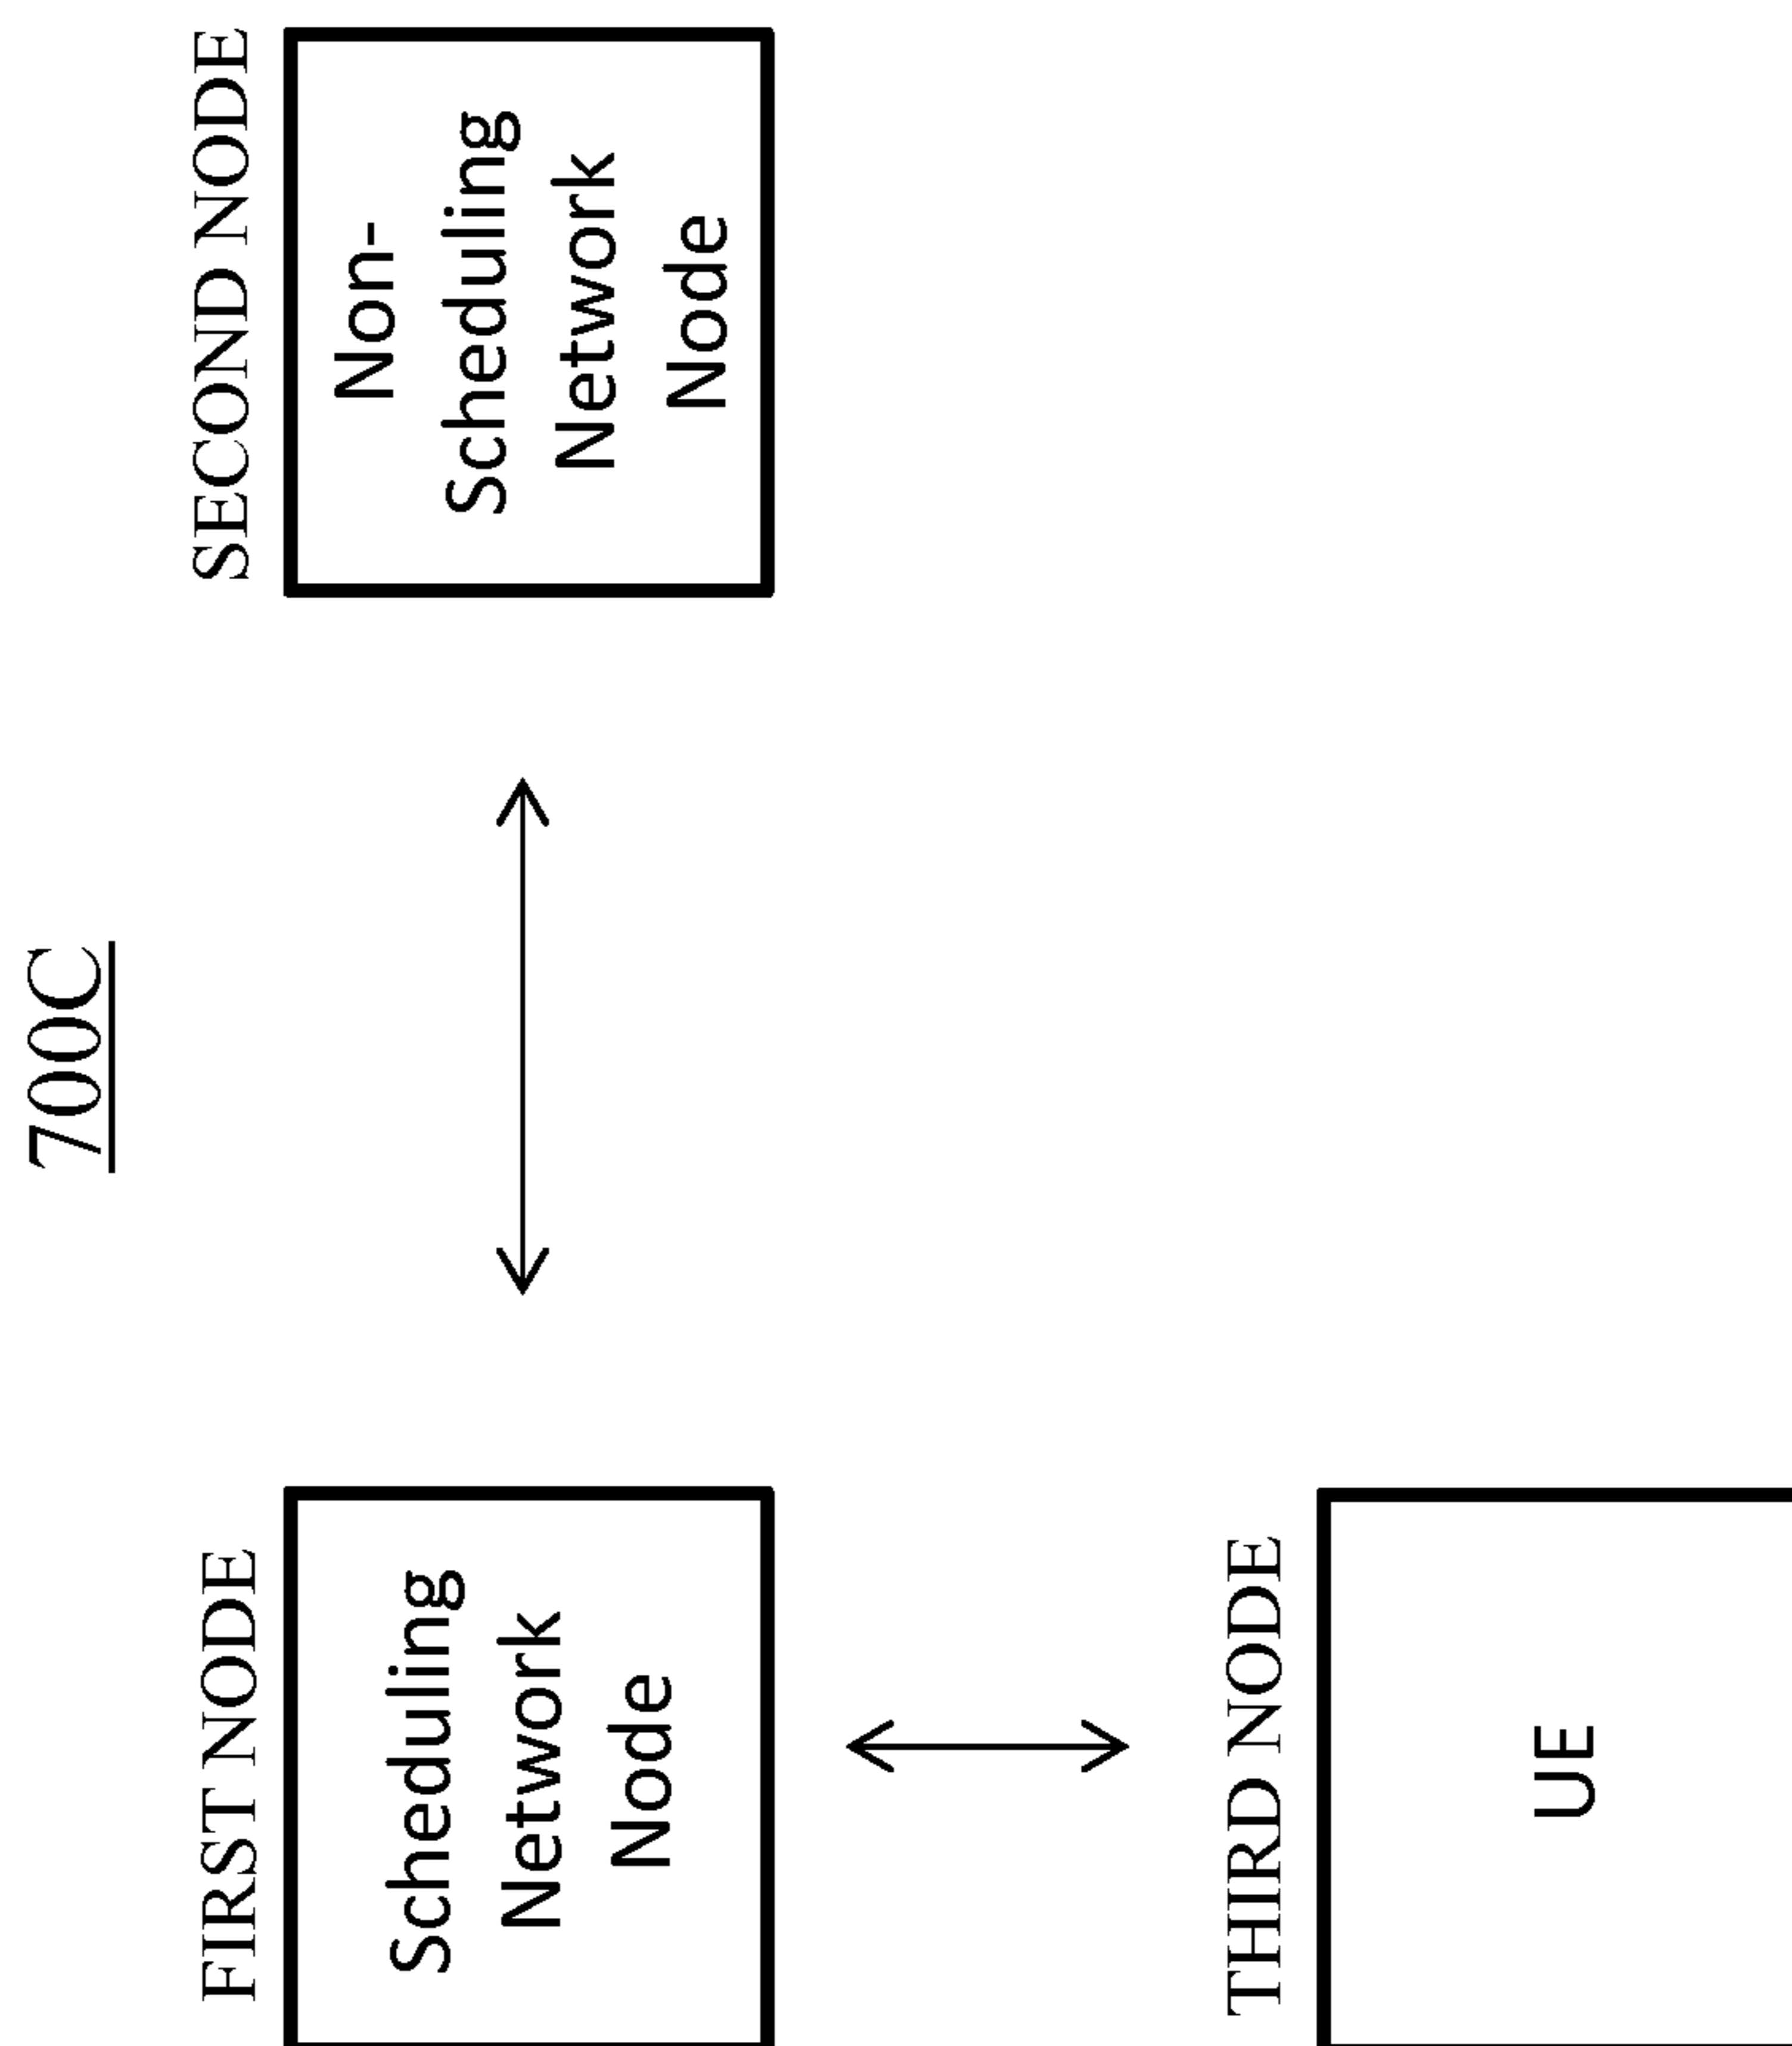 700C
FIRST NODE
Scheduling
Network
Node
SECOND NODE
Non-
Scheduling
Network
Node
THIRD NODE
UE